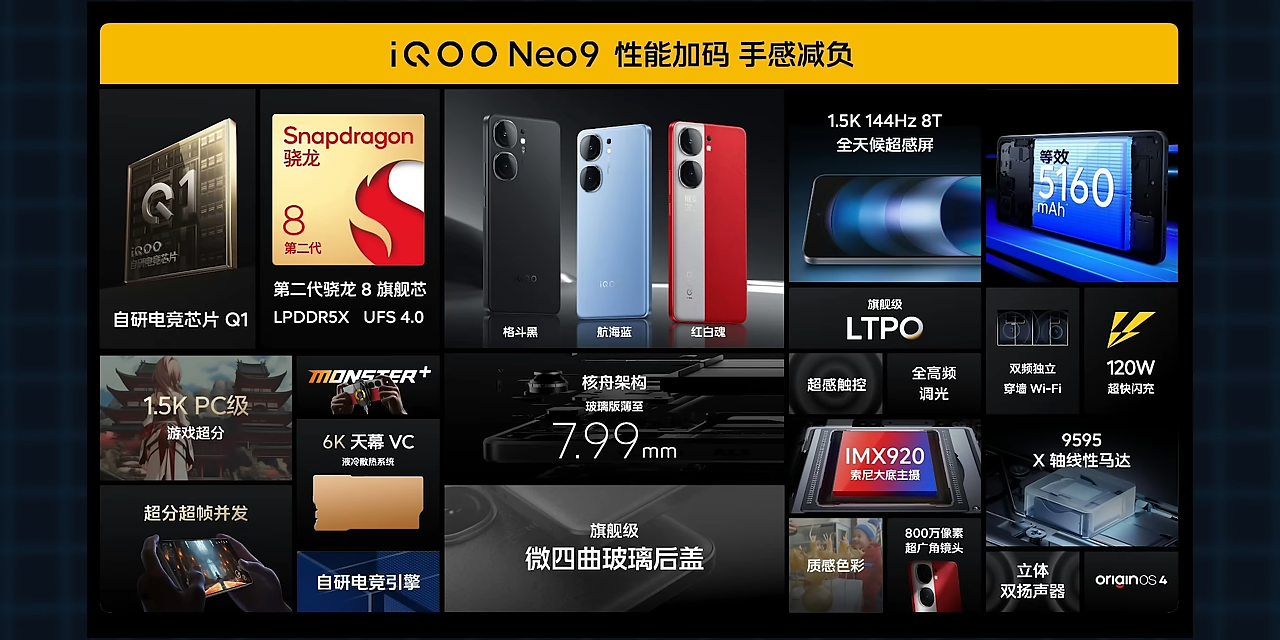 iQOO Neo9 性能加码 手感减负
Q1
iQOO
自研电竞芯片
自研电竞芯片 Q1
Snapdragon
骁龙
8
第二代
第二代骁龙 8 旗舰芯
LPDDR5X UFS 4.0
iQOO
格斗黑
航海蓝
红白魂
1.5K 144Hz 8T
全天候超感屏
等效
5160
mAh
旗舰级
LTPO
双频独立
穿墙 Wi-Fi
120W
超快闪充
1.5K PC级
游戏超分
MONSTER+
6K 天幕 VC
液冷散热系统
核舟架构
玻璃版薄至
7.99mm
超感触控
全高频
调光
IMX920
索尼大底主摄
9595
X 轴线性马达
超分超帧并发
自研电竞引擎
旗舰级
微四曲玻璃后盖
质感色彩
800万像素
超广角镜头
立体
双扬声器
OriginOS 4